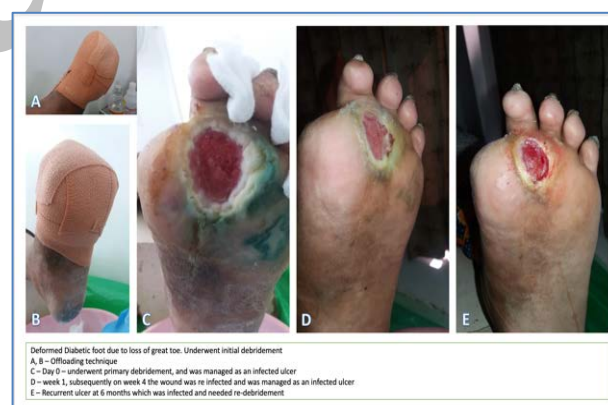 A
B
C
D
E
Deformed Diabetic foot due to loss of great toe. Underwent initial debridement
A, B – Offloading technique
C – Day 0 – underwent primary debridement, and was managed as an infected ulcer
D – week 1, subsequently on week 4 the wound was re infected and was managed as an infected ulcer
E – Recurrent ulcer at 6 months which was infected and needed re-debridement